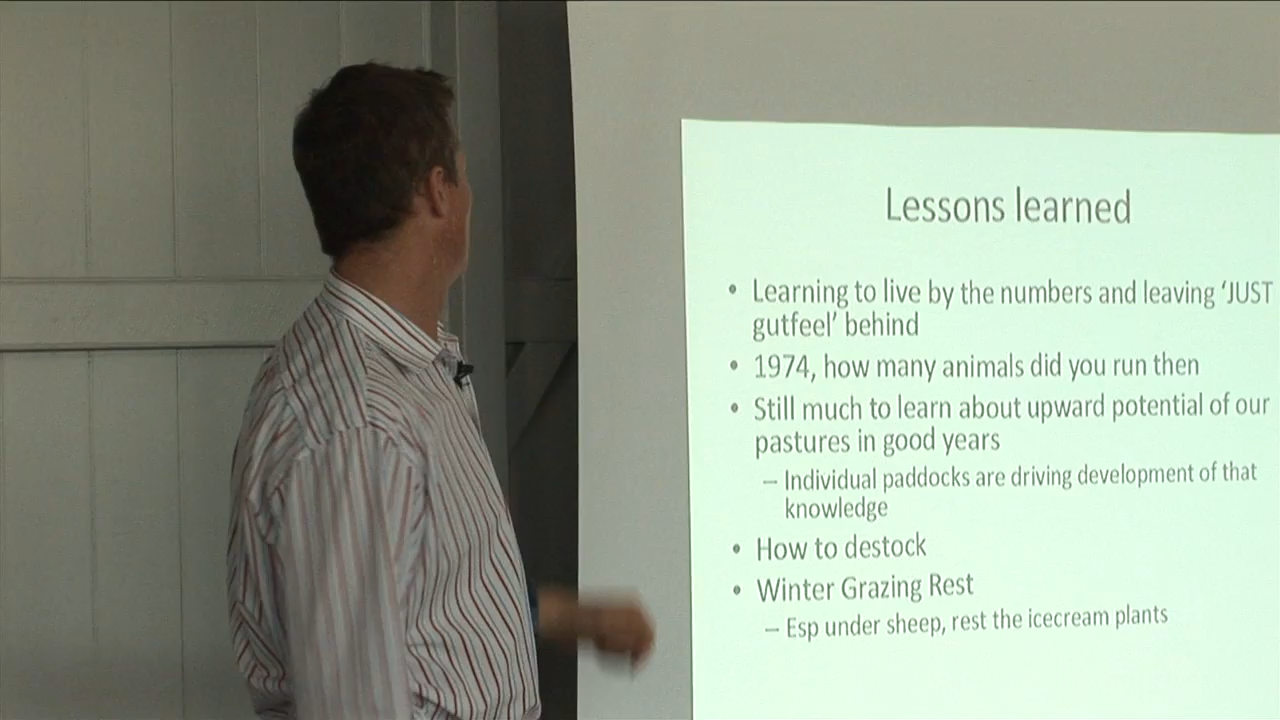 Lessons learned
• Learning to live by the numbers and leaving ‘JUST
gutfeel’ behind
• 1974, how many animals did you run then
• Still much to learn about upward potential of our
pastures in good years
– Individual paddocks are driving development of that
knowledge
• How to destock
• Winter Grazing Rest
– Esp under sheep, rest the icecream plants